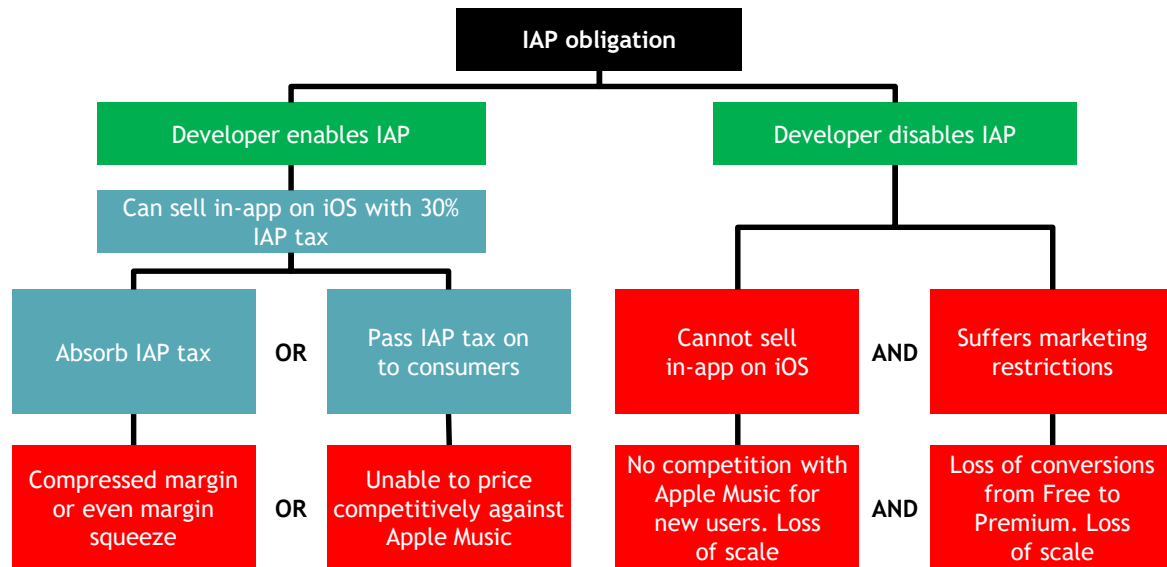 IAP obligation
Developer enables IAP
Developer disables IAP
Can sell in-app on iOS with 30%
IAP tax
Absorb IAP tax
OR
Pass IAP tax on
to consumers
Cannot sell
in-app on iOS
AND
Suffers marketing
restrictions
Compressed margin
or even margin
squeeze
OR
Unable to price
competitively against
Apple Music
No competition with
Apple Music for
new users. Loss
of scale
AND
Loss of conversions
from Free to
Premium. Loss
of scale